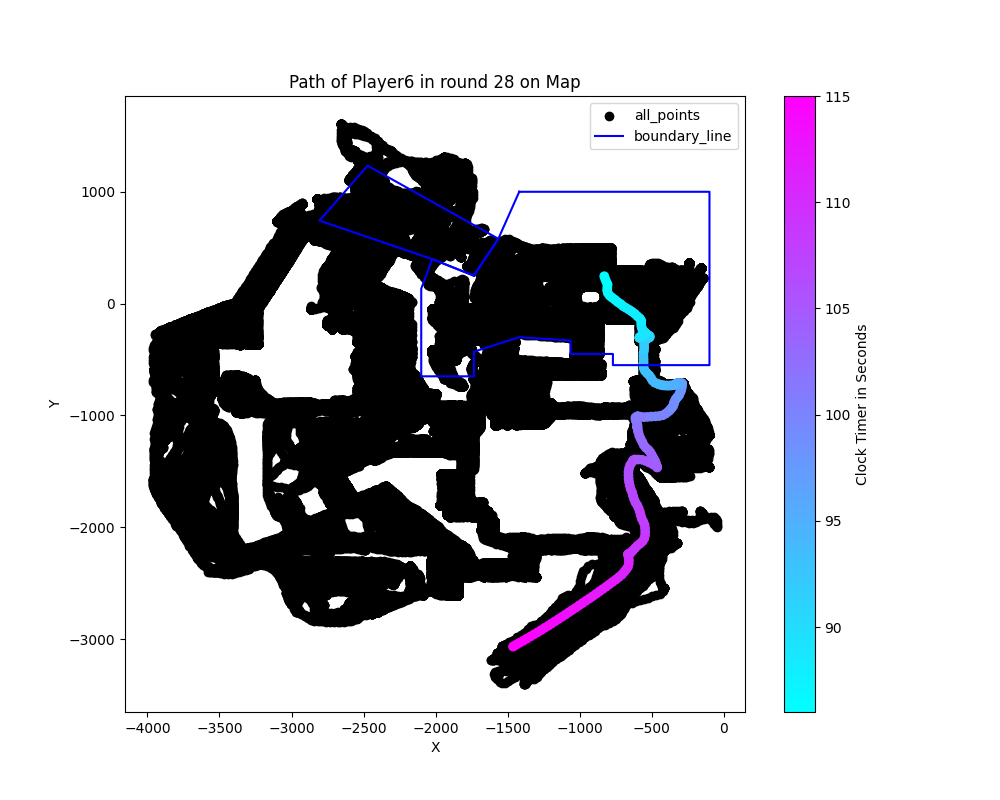 Path of Player6 in round 28 on Map
all_points
boundary_line
1000
0
−1000
−2000
−3000
Y
−4000 −3500 −3000 −2500 −2000 −1500 −1000 −500 0
X
115
110
105
100
95
90
Clock Timer in Seconds